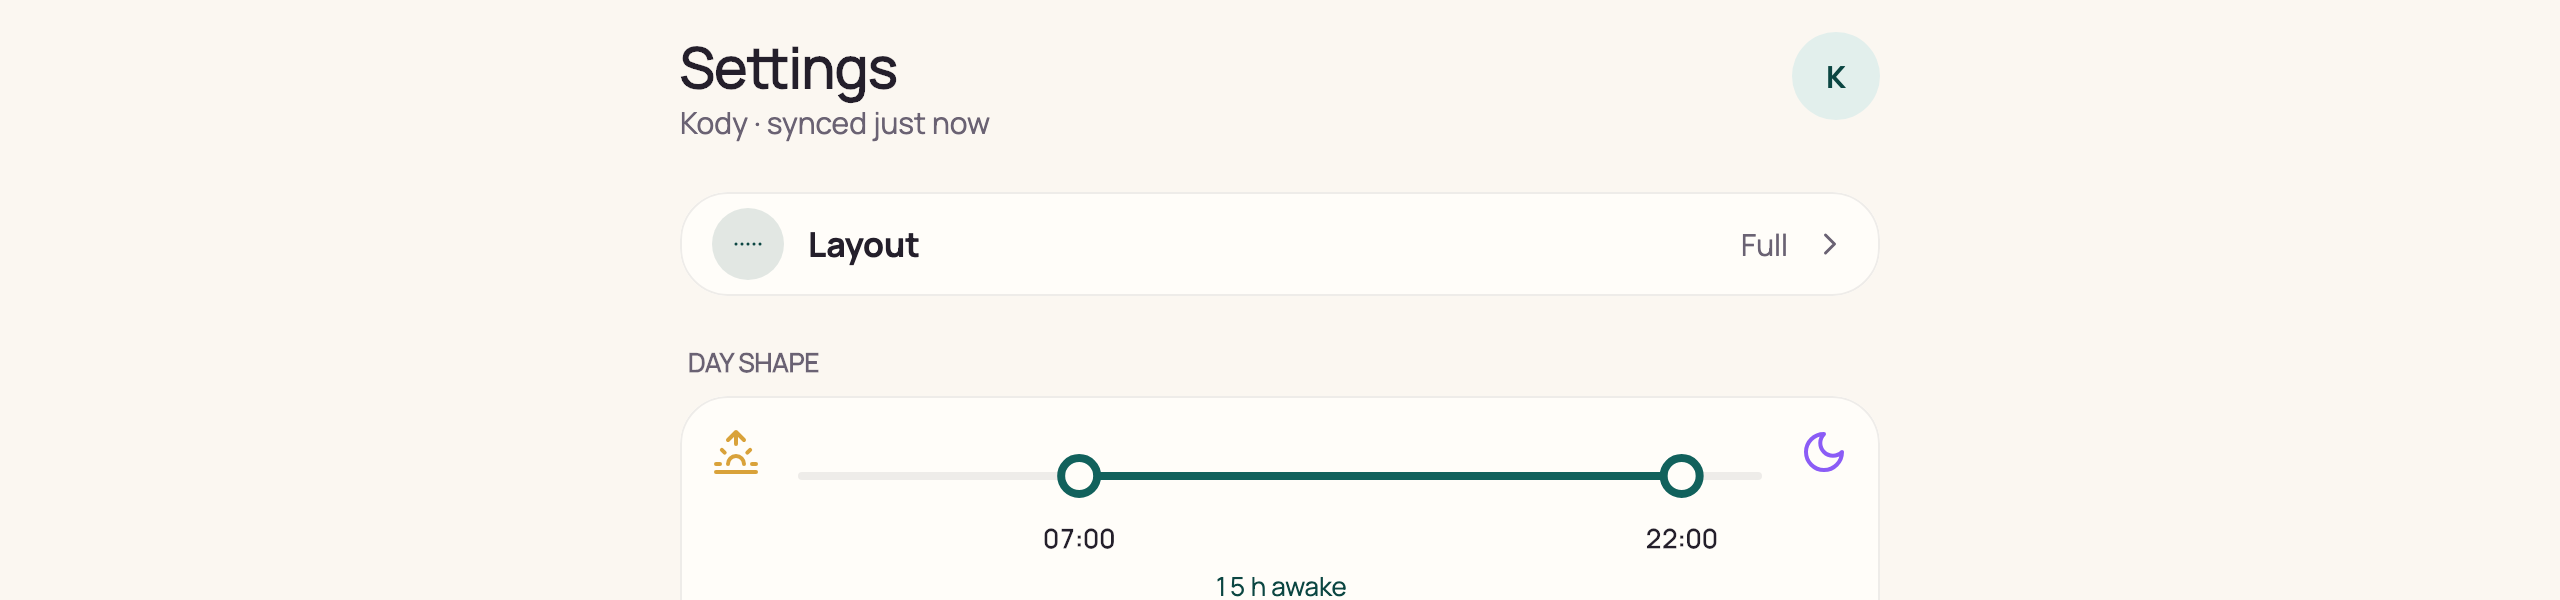 Settings
K
Kody · synced just now
Layout
Full
DAY SHAPE
07:00
22:00
15 h awake